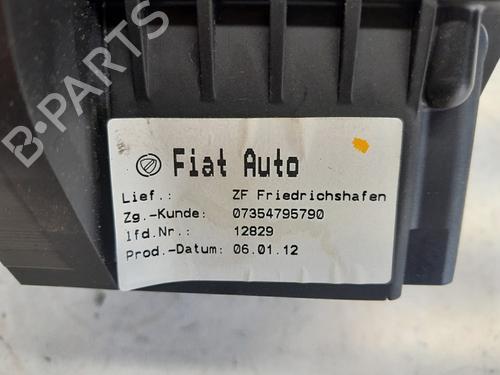 B-PARTS
Fiat Auto
Lief.: ZF Friedrichshafen
Zg.-Kunde: 07354795790
lfd.Nr.: 12829
Prod.-Datum: 06.01.12